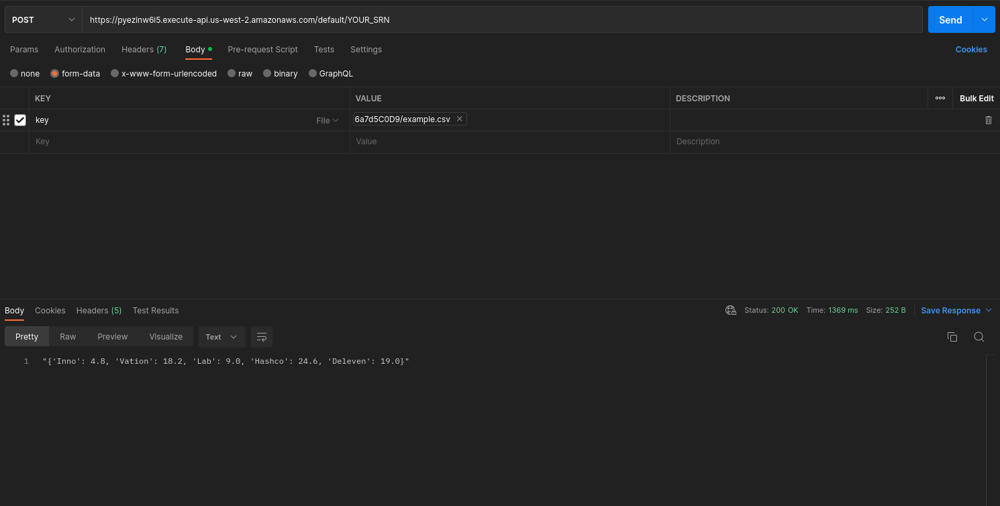 POST https://pyezinw6i5.execute-api.us-west-2.amazonaws.com/default/YOUR_SRN Send
Params Authorization Headers (7) Body Pre-request Script Tests Settings Cookies
none form-data x-www-form-urlencoded raw binary GraphQL
KEY VALUE DESCRIPTION Bulk Edit
key File 6a7d5C0D9/example.csv
Key Value Description
Body Cookies Headers (5) Test Results Status: 200 OK Time: 1369 ms Size: 252 B Save Response
Pretty Raw Preview Visualize Text
1 "{'Inno': 4.8, 'Vation': 18.2, 'Lab': 9.0, 'Hashco': 24.6, 'Deleven': 19.0}"